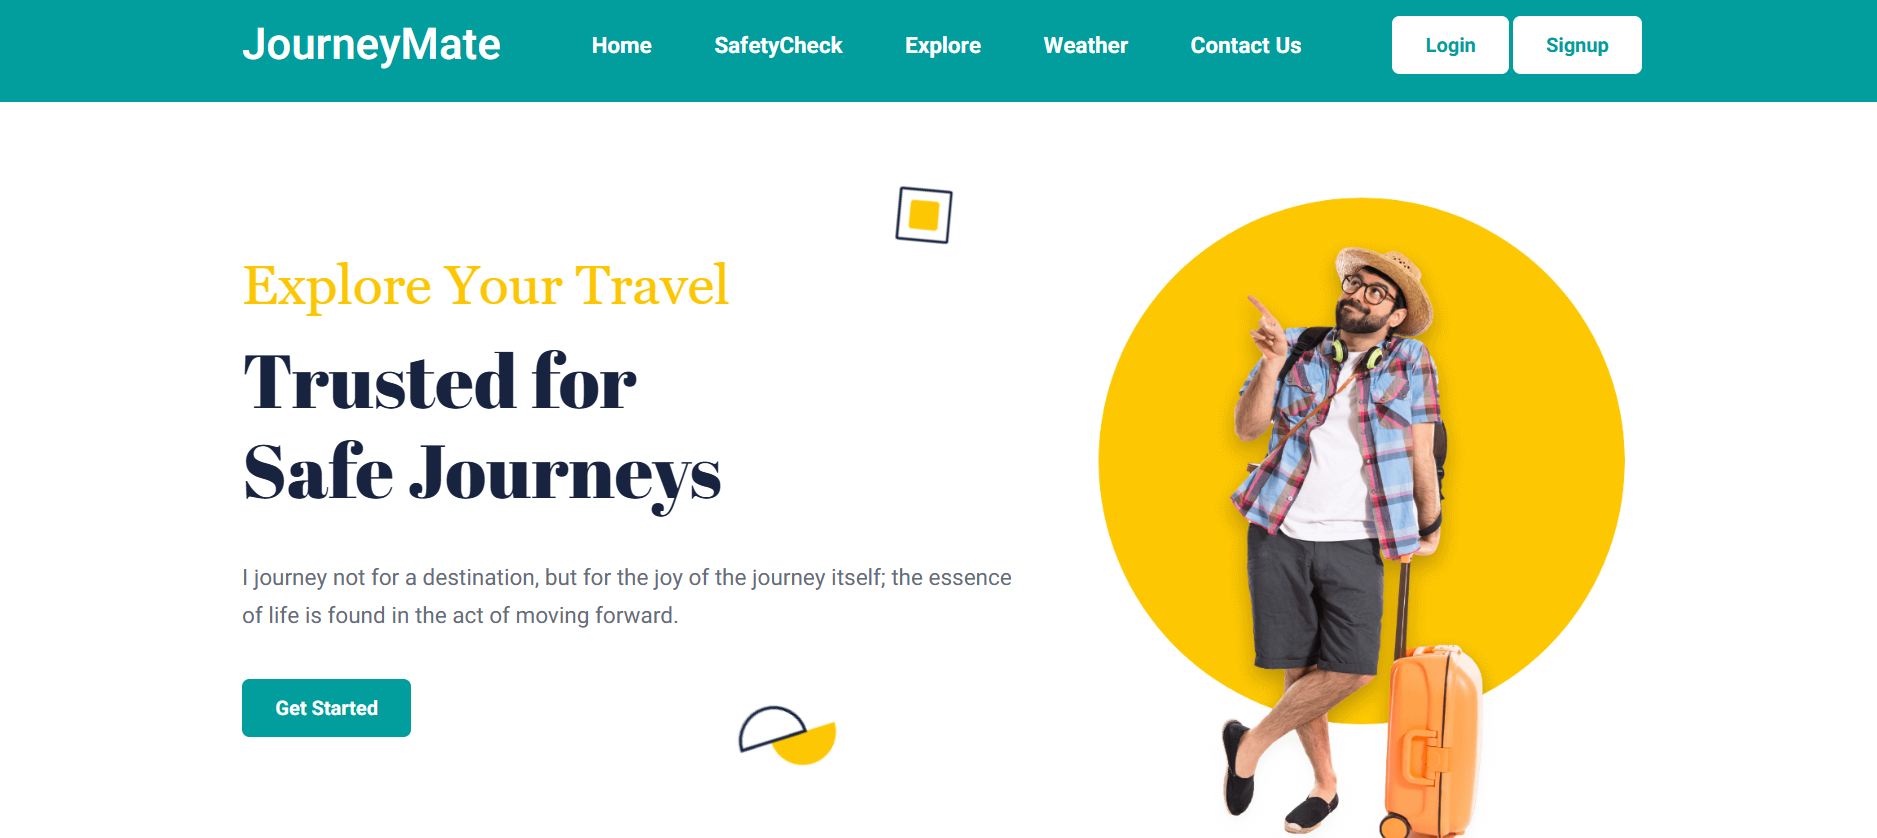 JourneyMate
Home
SafetyCheck
Explore
Weather
Contact Us
Login
Signup
Explore Your Travel
Trusted for
Safe Journeys
I journey not for a destination, but for the joy of the journey itself; the essence
of life is found in the act of moving forward.
Get Started